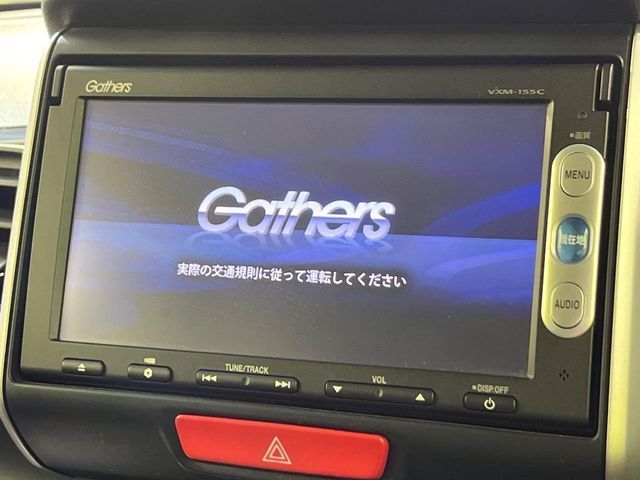 Gathers
VXM-155C
■画質
MENU
現在地
AUDIO
Gathers
実際の交通規則に従って運転してください
TUNE/TRACK
VOL
■DISP.OFF